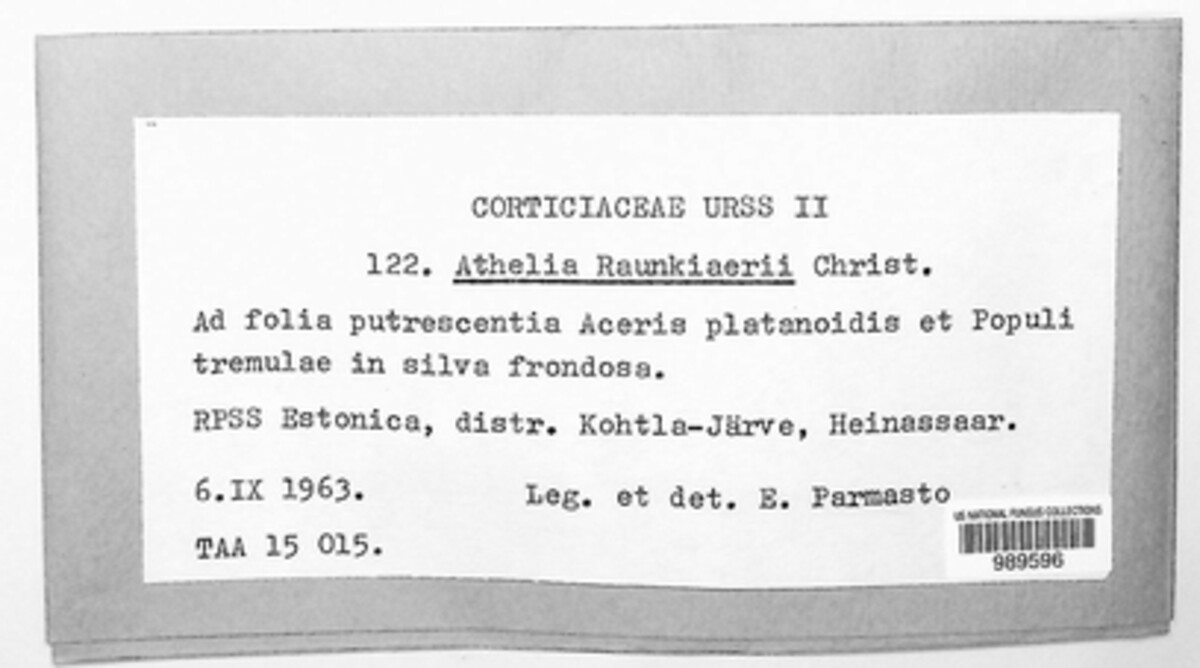 CORTICIACEAE URSS II
122. Athelia Raunkiaerii Christ.
Ad folia putrescentia Aceris platanoidis et Populi
tremulae in silva frondosa.
RPSS Estonica, distr. Kohtla-Järve, Heinassaar.
6.IX 1963. Leg. et det. E. Parmasto
TAA 15 015.
US NATIONAL FUNGUS COLLECTIONS
989596